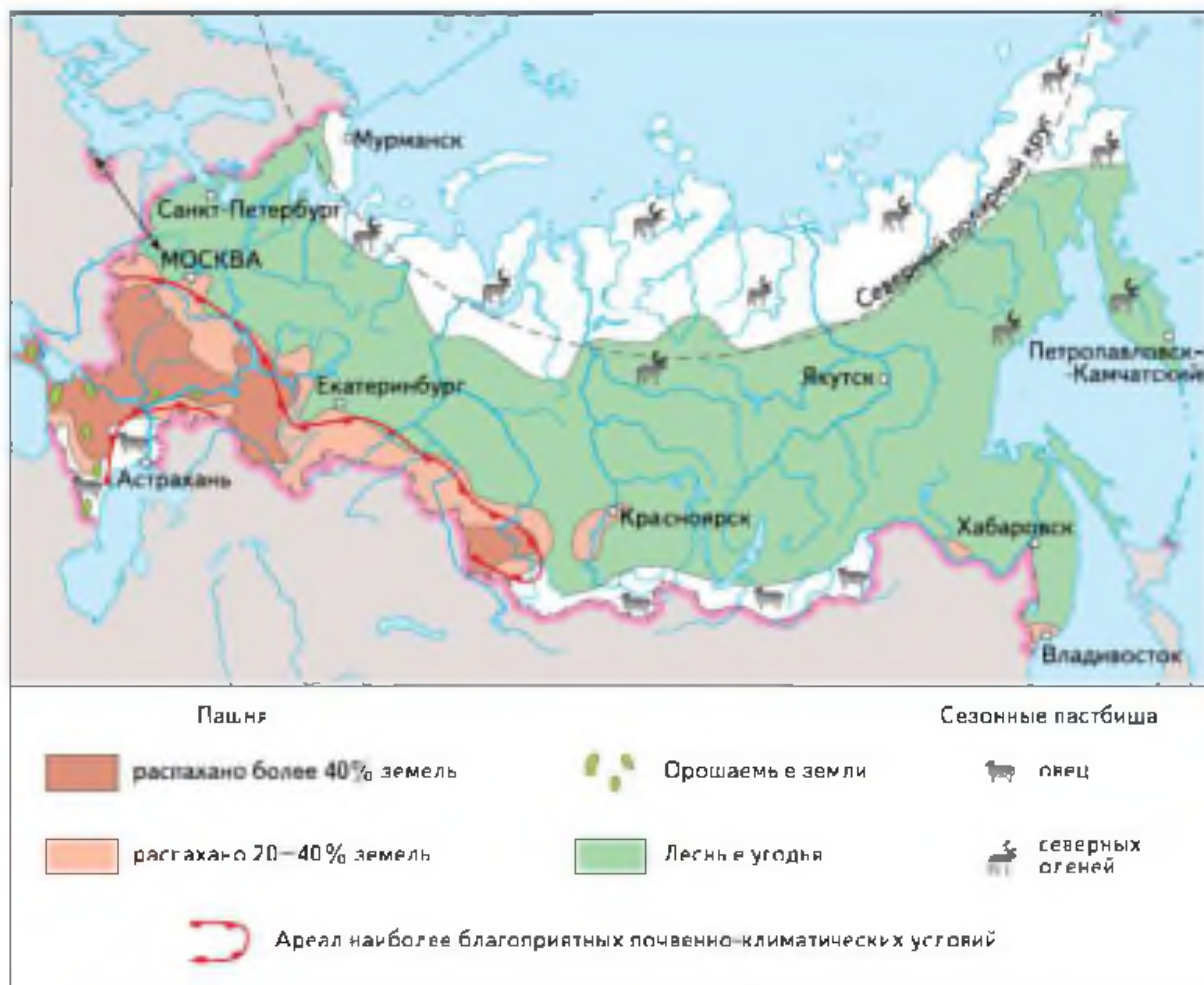 Мурманск
Северный полярный круг
Санкт-Петербург
МОСКВА
Петропавловск-
-Камчатский
Якутск
Екатеринбург
Астрахань
Красноярск
Хабаровск
Владивосток
Пашня
Сезонные пастбища
распахано более 40% земель
Орошаемые земли
овец
распахано 20–40% земель
Лесные угодья
северных
оленей
Ареал наиболее благоприятных почвенно-климатических условий